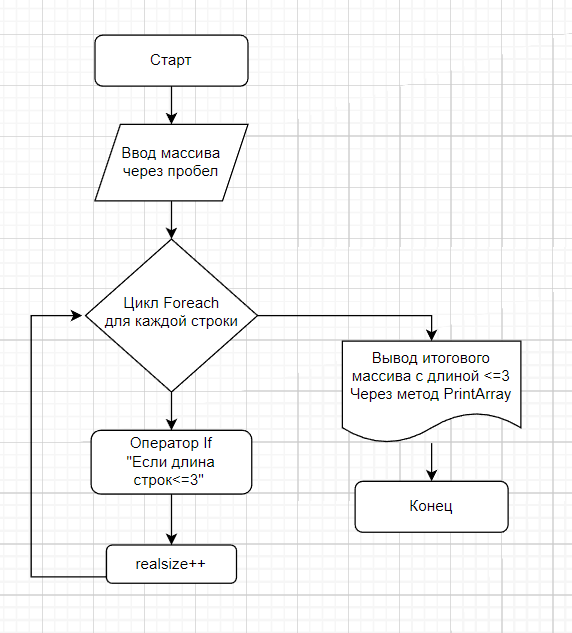 Старт
Ввод массива
через пробел
Цикл Foreach
для каждой строки
Вывод итогового
массива с длиной <=3
Через метод PrintArray
Оператор If
"Если длина
строк<=3"
Конец
realsize++